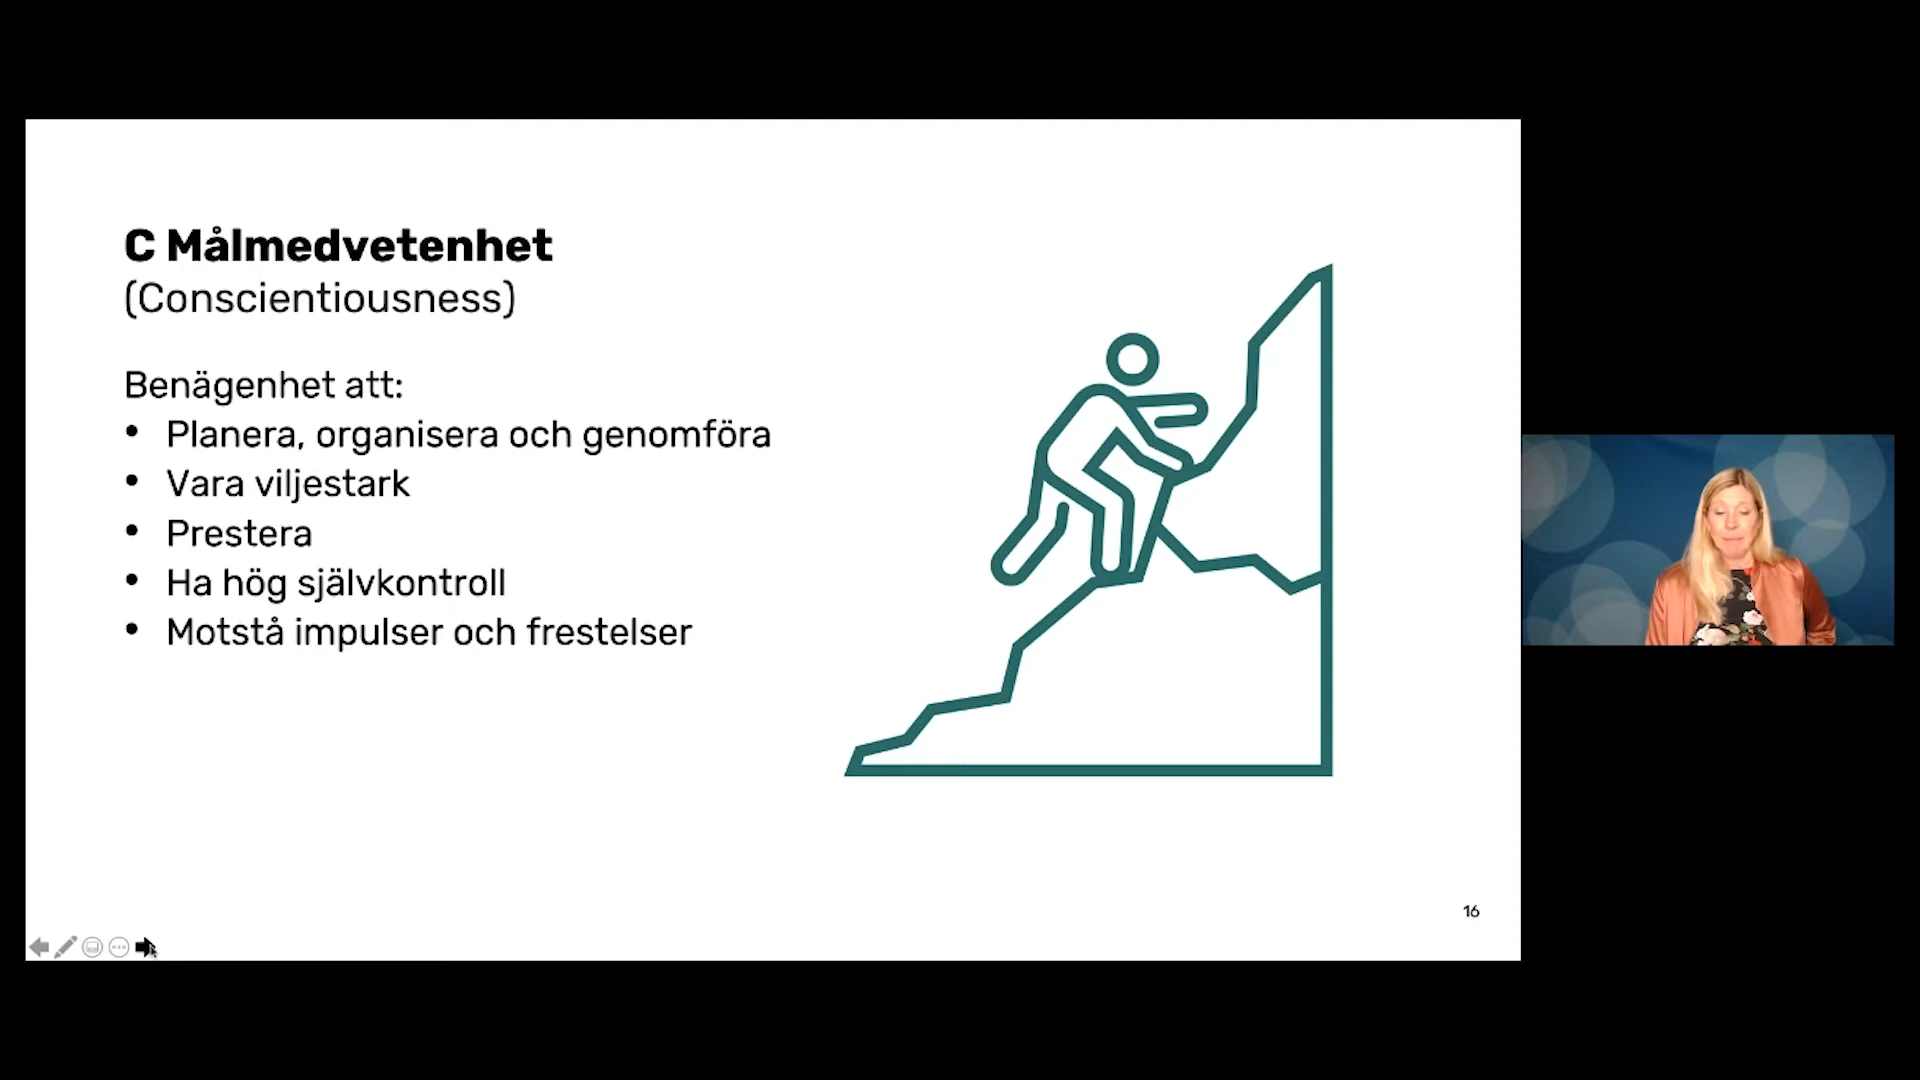 C Målmedvetenhet
(Conscientiousness)
Benägenhet att:
• Planera, organisera och genomföra
• Vara viljestark
• Prestera
• Ha hög självkontroll
• Motstå impulser och frestelser
16